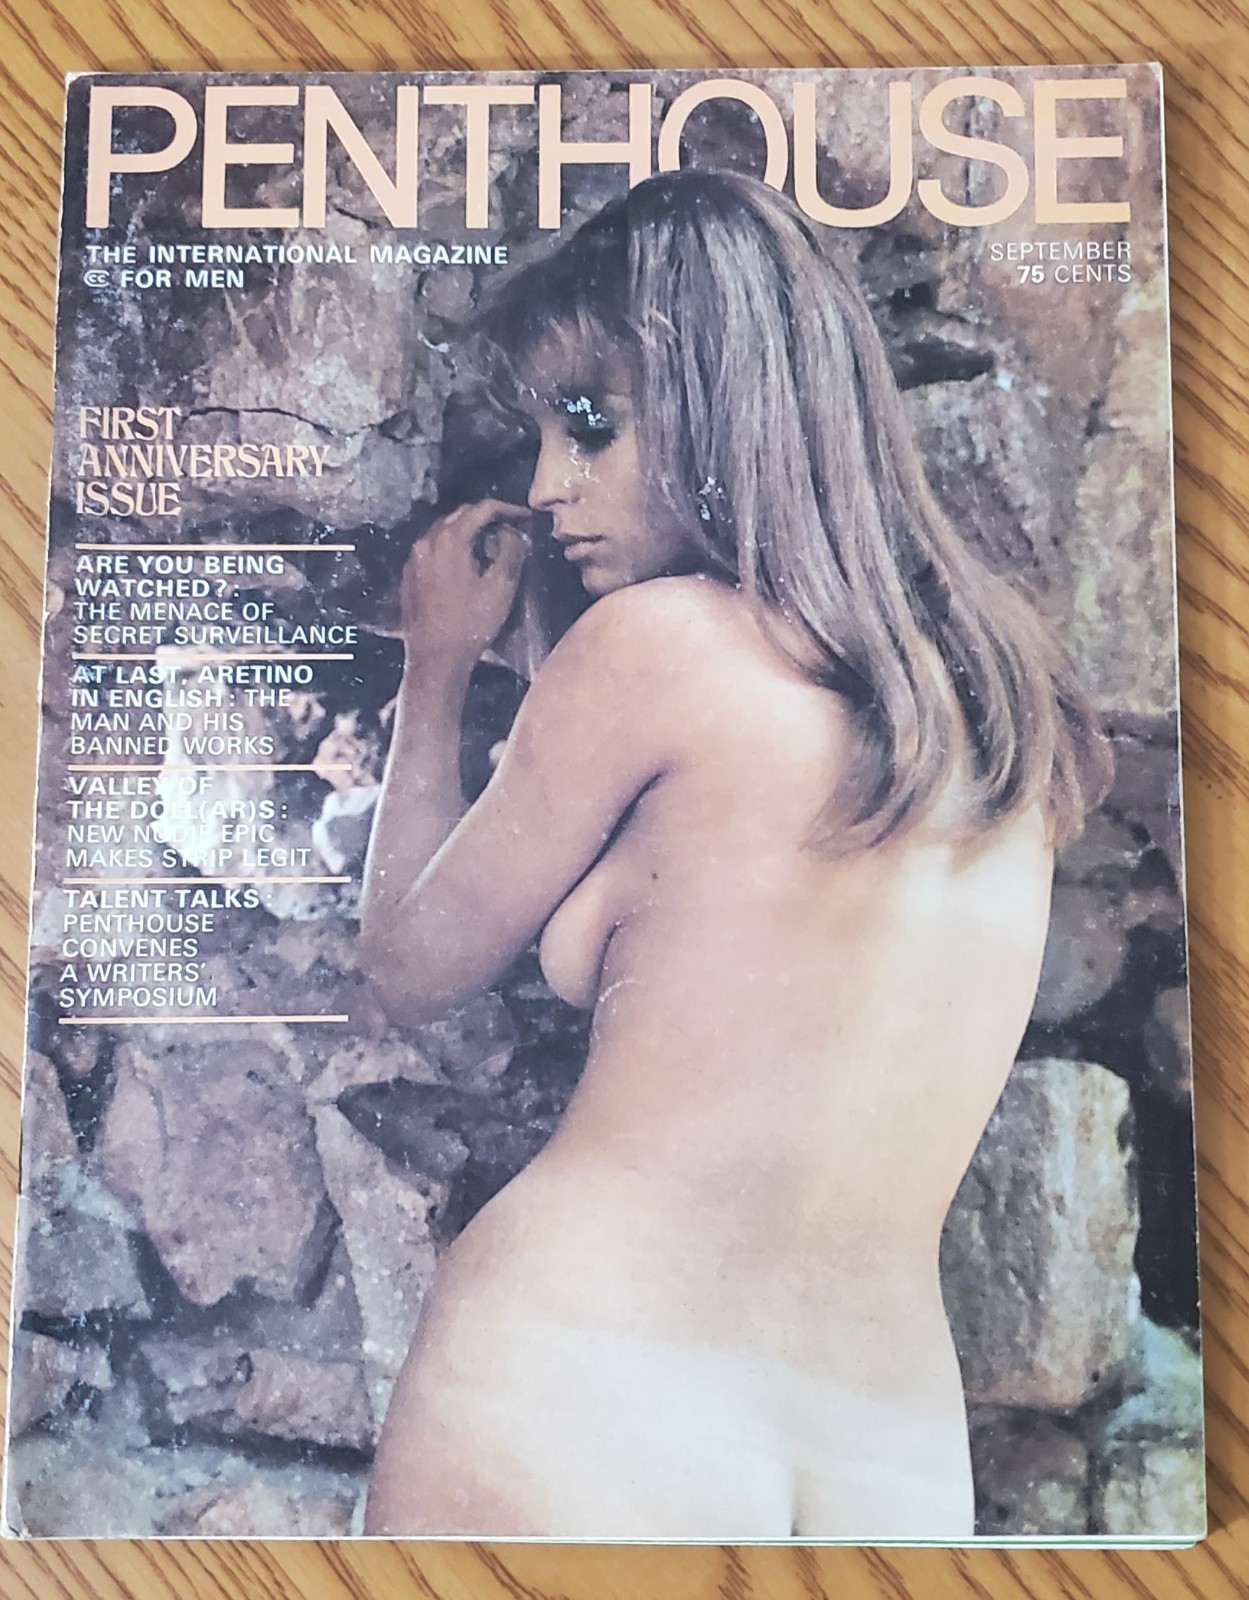 PENTHOUSE
THE INTERNATIONAL MAGAZINE
FOR MEN
SEPTEMBER
75 CENTS
FIRST
ANNIVERSARY
ISSUE
ARE YOU BEING
WATCHED?:
THE MENACE OF
SECRET SURVEILLANCE
AT LAST, ARETINO
IN ENGLISH: THE
MAN AND HIS
BANNED WORKS
VALLEY OF
THE DOLL(AR)S:
NEW NUDIE EPIC
MAKES STRIP LEGIT
TALENT TALKS:
PENTHOUSE
CONVENES
A WRITERS'
SYMPOSIUM